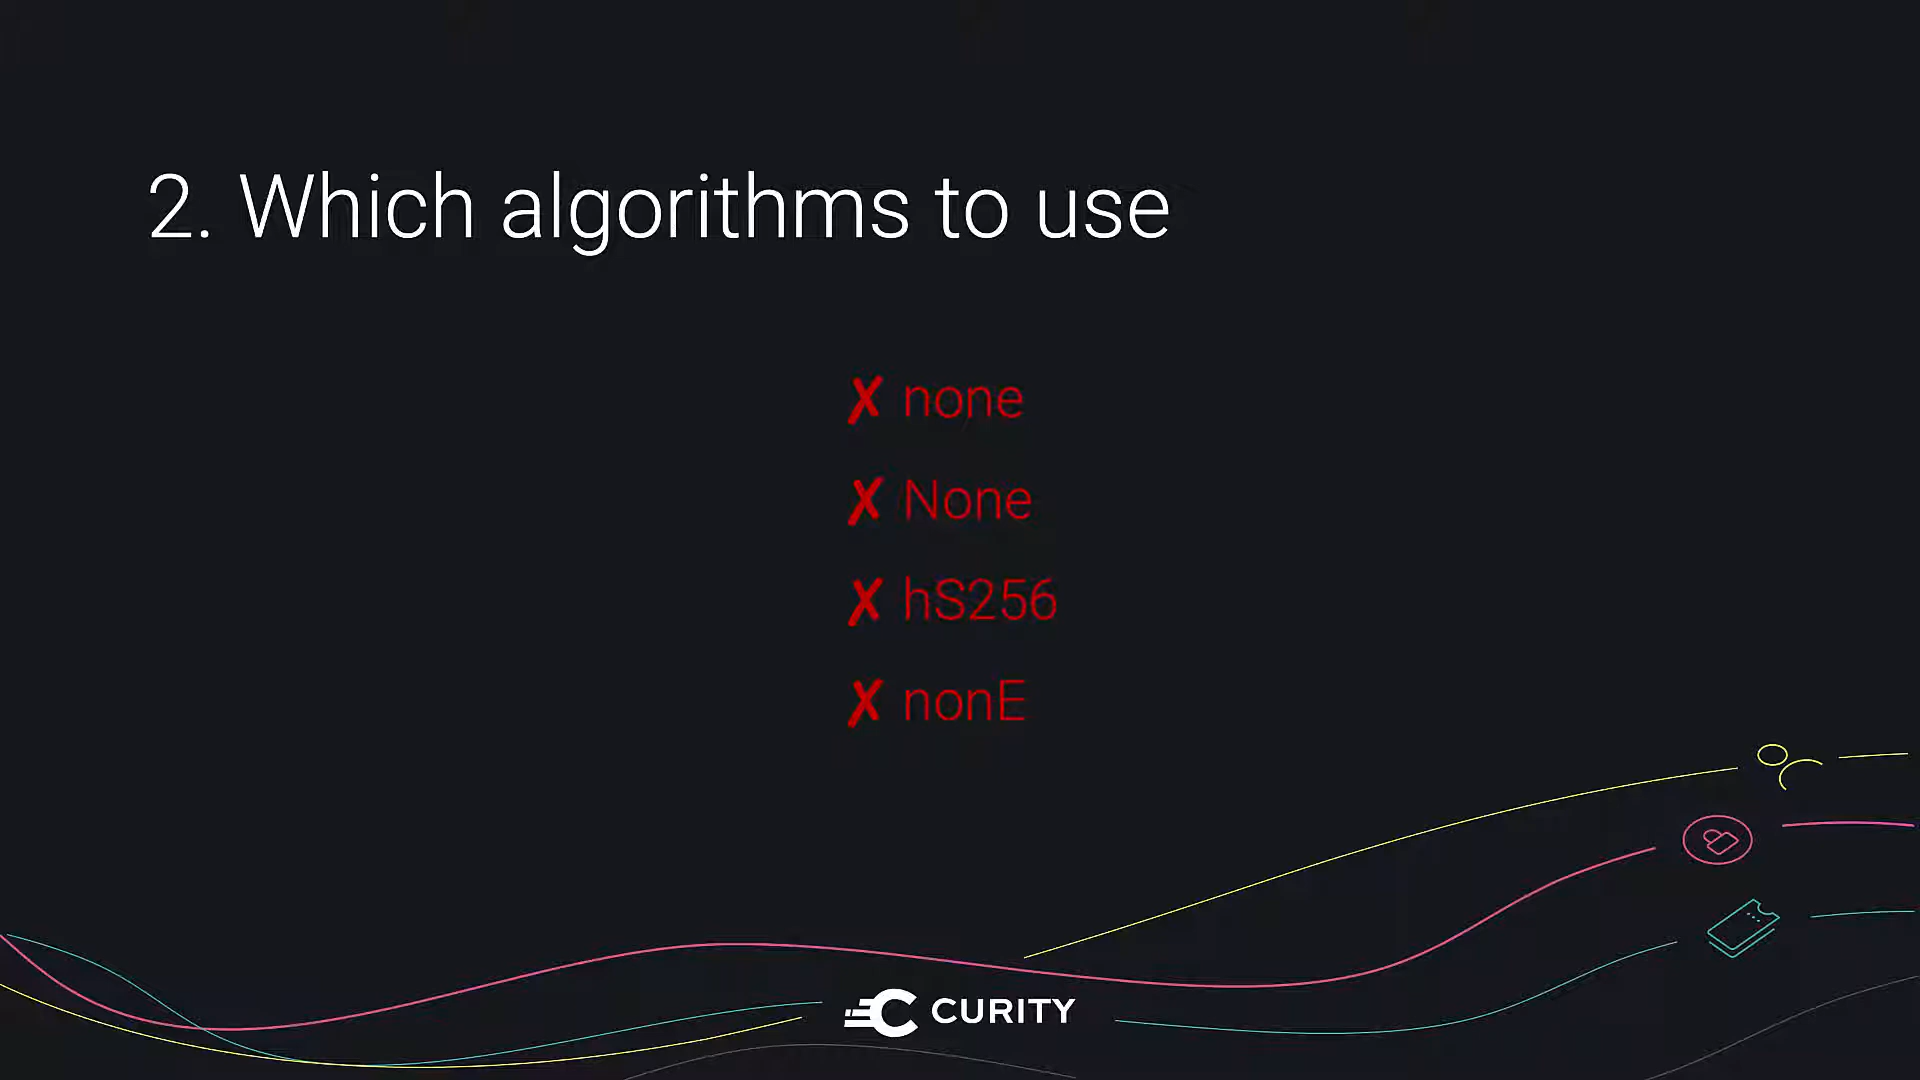 2. Which algorithms to use
✗ none
✗ None
✗ hS256
✗ nonE
CURITY